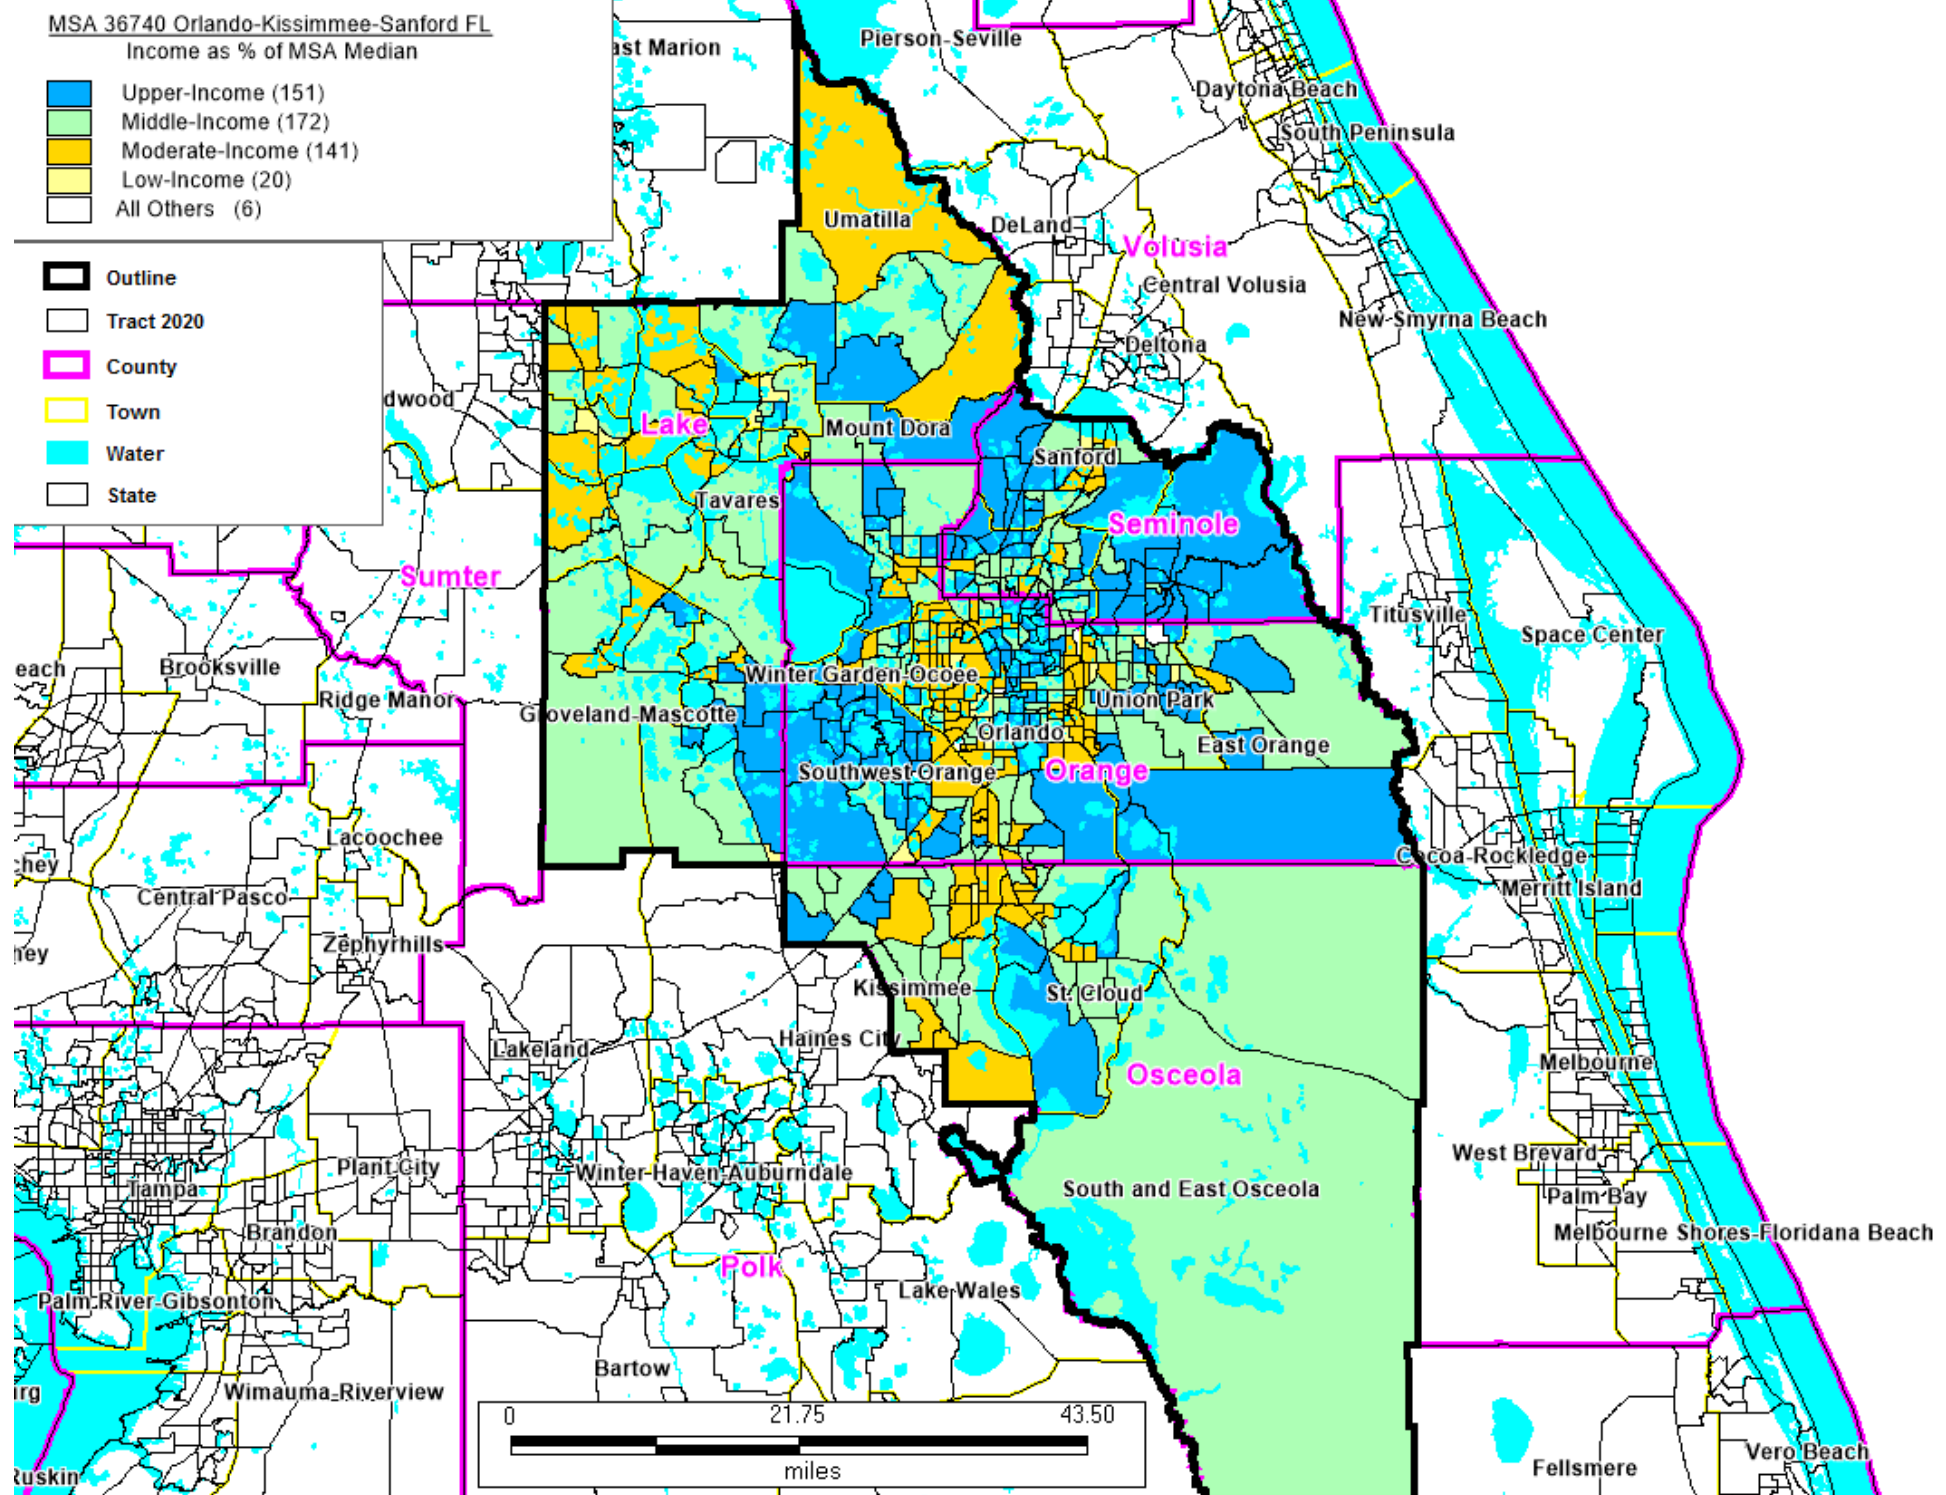 MSA 36740 Orlando-Kissimmee-Sanford FL
Income as % of MSA Median
Upper-Income (151)
Middle-Income (172)
Moderate-Income (141)
Low-Income (20)
All Others (6)
Outline
Tract 2020
County
Town
Water
State
ast Marion
Pierson-Seville
Daytona Beach
South Peninsula
Umatilla
DeLand
Volusia
Central Volusia
New Smyrna Beach
Deltona
dwood
Lake
Mount Dora
Sanford
Tavares
Seminole
Sumter
Titusville
Space Center
each
Brooksville
Ridge Manor
Winter Garden-Ocoee
Union Park
Groveland-Mascotte
Orlando
East Orange
Southwest Orange
Orange
Lacoochee
chey
Cocoa-Rockledge
Merritt Island
Central Pasco
Zephyrhills
ney
Kissimmee
St. Cloud
Haines City
Lakeland
Melbourne
Osceola
West Brevard
Plant City
Winter Haven-Auburndale
Tampa
South and East Osceola
Palm Bay
Brandon
Melbourne Shores-Floridana Beach
Polk
Lake Wales
Palm River-Gibsonton
Bartow
irg
Wimauma-Riverview
0 21.75 43.50
miles
Vero Beach
Fellsmere
Ruskin